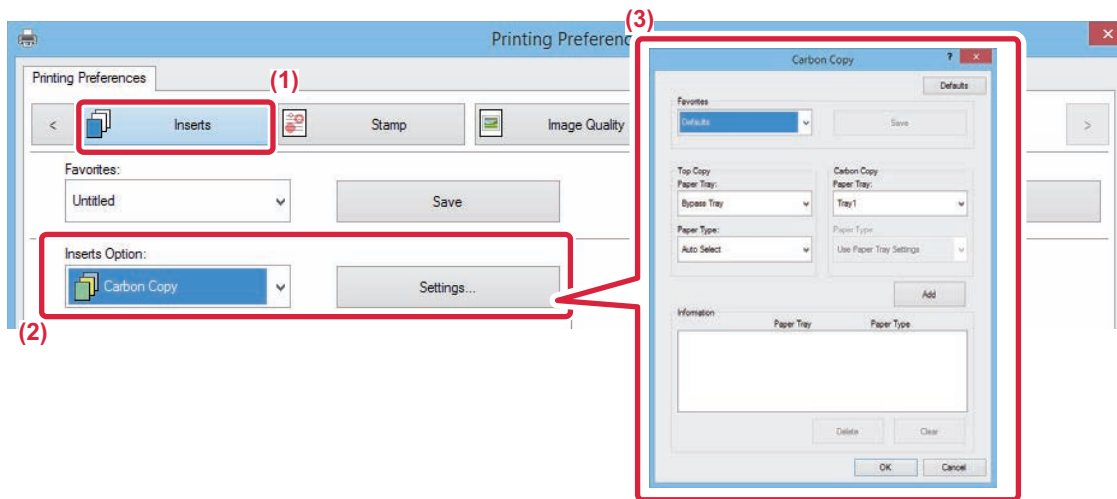 (3)
Printing Preferenc
Printing Preferences
(1)
<
Inserts
Stamp
Image Quality
>
Favorites:
Untitled
Save
Inserts Option:
Carbon Copy
Settings...
(2)
Carbon Copy
?
Defaults
Favorites
Defaults
Save
Top Copy
Carbon Copy
Paper Tray:
Paper Tray:
Bypass Tray
Tray1
Paper Type:
Paper Type:
Auto Select
Use Paper Tray Settings
Add
Information
Paper Tray
Paper Type
Delete
Clear
OK
Cancel